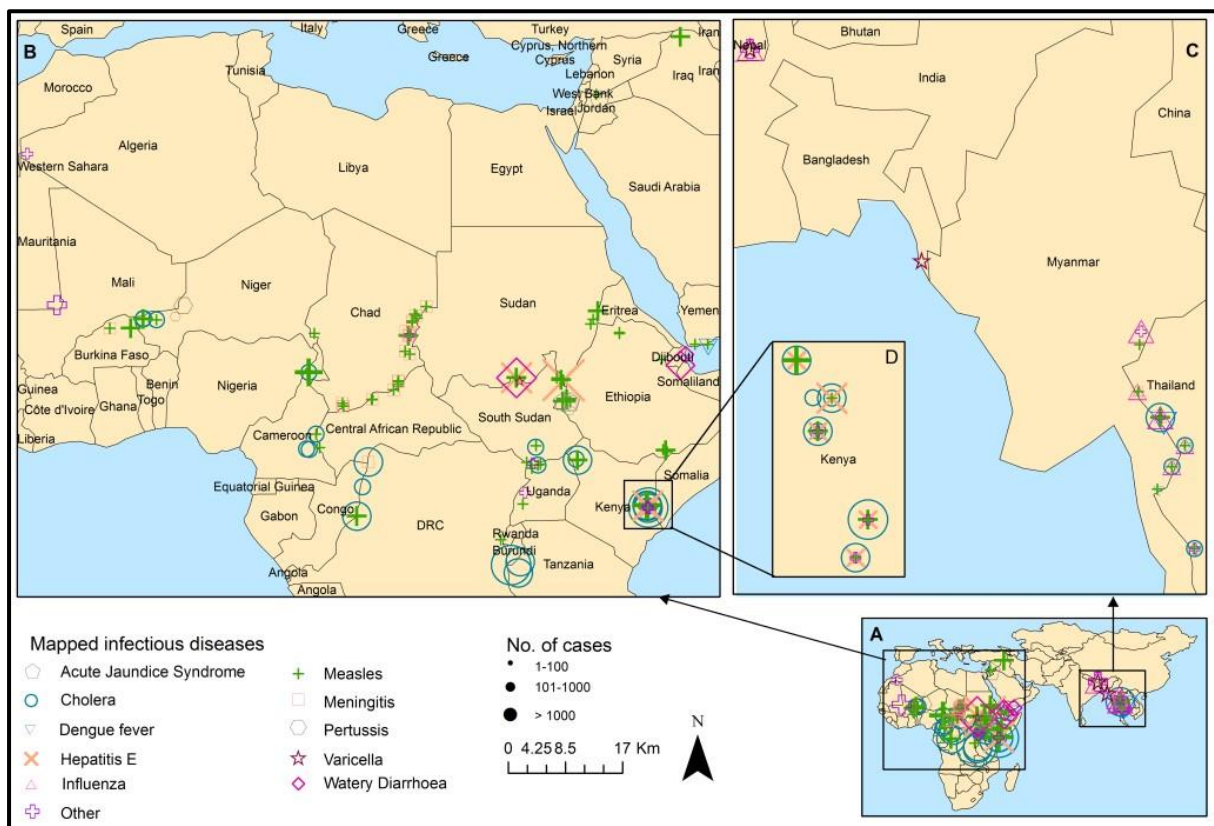 B
Spain
Italy
Greece
Greece
Turkey
Cyprus, Northern
Cyprus
Syria
Iran
Iran
Lebanon
Iraq
West Bank
Israel
Jordan
Tunisia
Morocco
Algeria
Western Sahara
Libya
Egypt
Saudi Arabia
Mauritania
Mali
Niger
Chad
Sudan
Eritrea
Yemen
Djibouti
Somaliland
Burkina Faso
Guinea
Côte d'Ivoire
Ghana
Benin
Togo
Nigeria
Liberia
Cameroon
Central African Republic
South Sudan
Ethiopia
Somalia
Equatorial Guinea
Gabon
Congo
DRC
Uganda
Kenya
Rwanda
Burundi
Tanzania
Angola
Angola
C
Nepal
Bhutan
India
China
Bangladesh
Myanmar
Thailand
D
Kenya
A
Mapped infectious diseases
Acute Jaundice Syndrome
Cholera
Dengue fever
Hepatitis E
Influenza
Other
Measles
Meningitis
Pertussis
Varicella
Watery Diarrhoea
No. of cases
1-100
101-1000
> 1000
0 4.25 8.5 17 Km
N